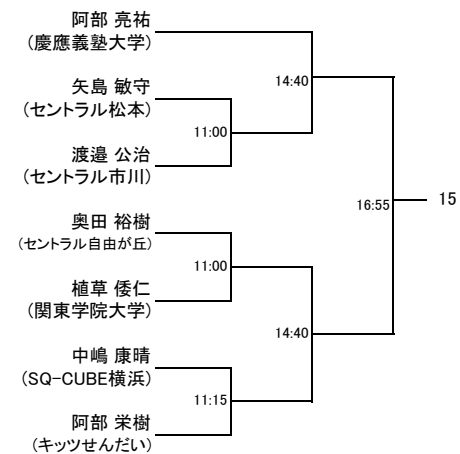 阿部 亮祐
(慶應義塾大学)
14:40
矢島 敏守
(セントラル松本)
11:00
渡邉 公治
(セントラル市川)
16:55
15
奥田 裕樹
(セントラル自由が丘)
11:00
植草 倭仁
(関東学院大学)
14:40
中嶋 康晴
(SQ-CUBE横浜)
11:15
阿部 栄樹
(キッツせんだい)